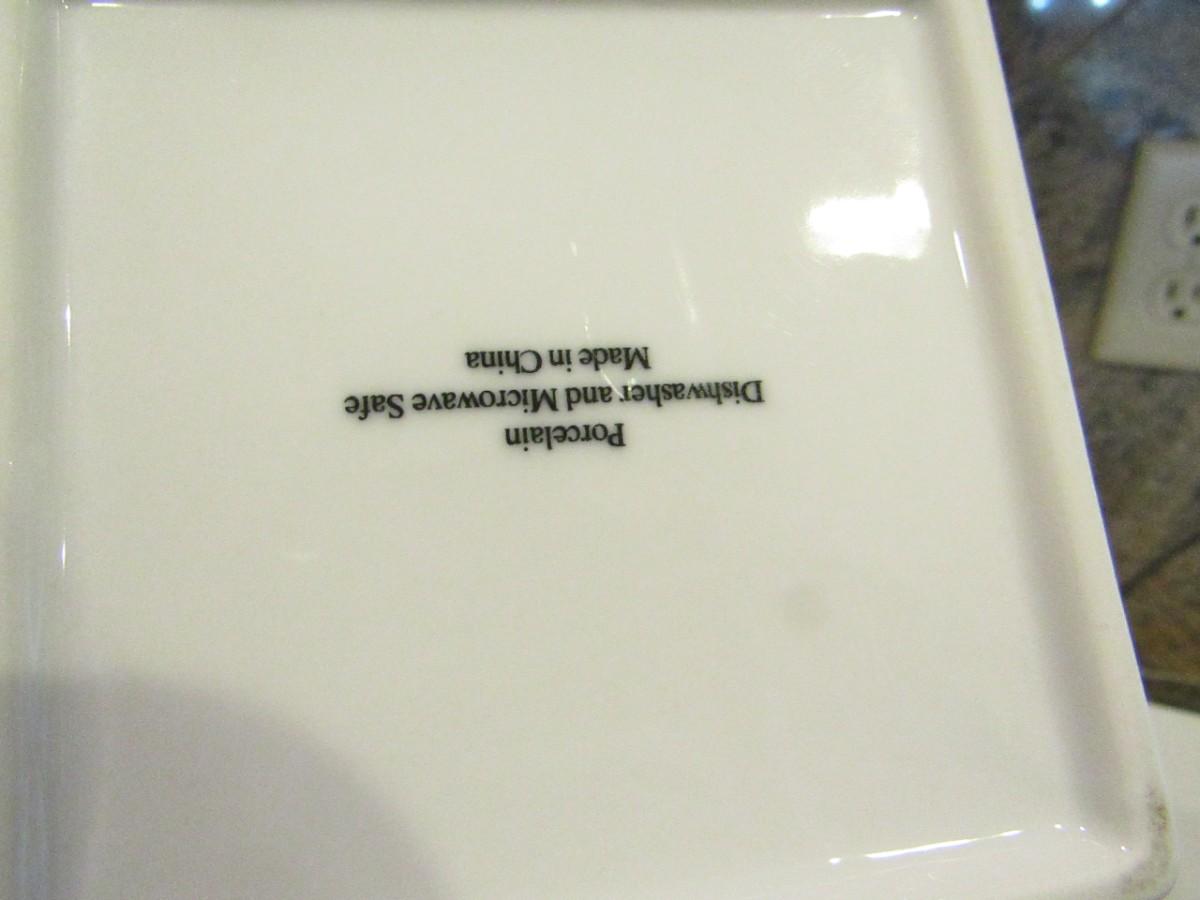 Porcelain
Dishwasher and Microwave Safe
Made in China